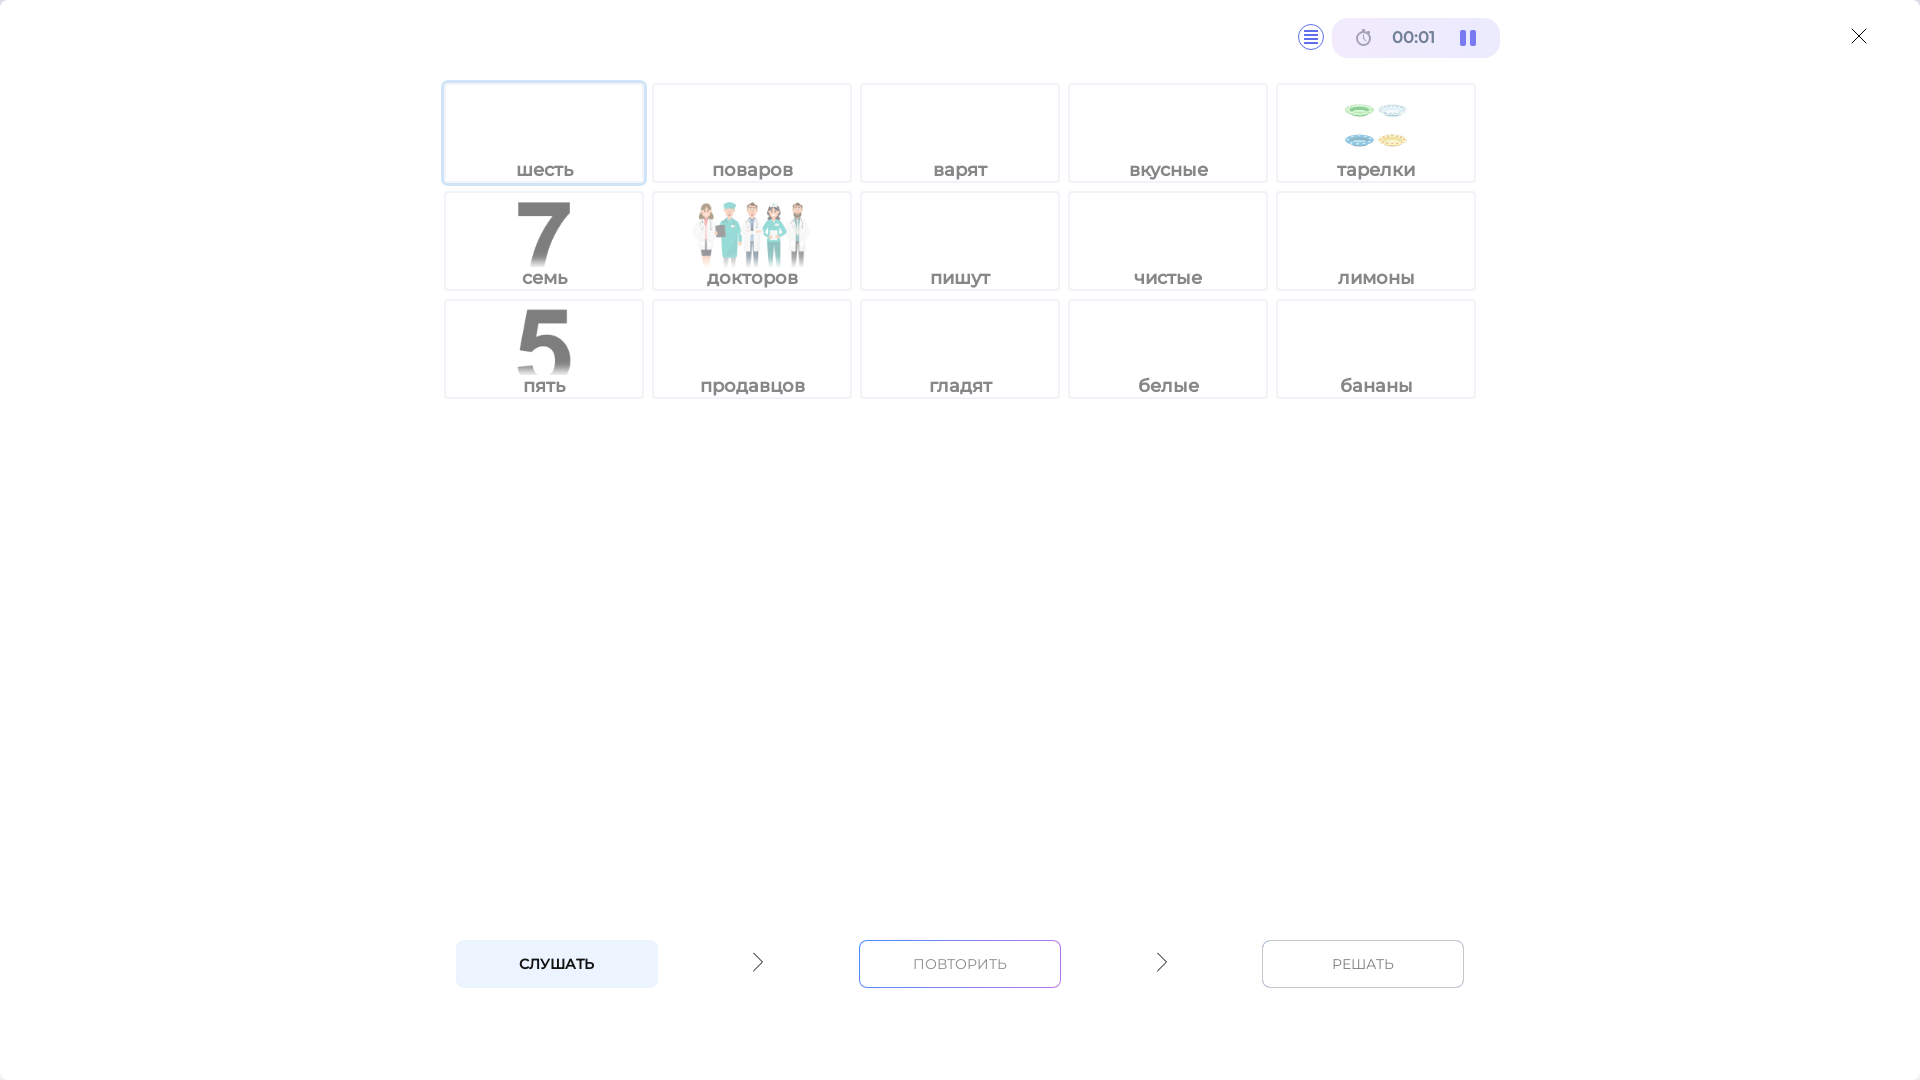 00:01
шесть поваров варят вкусные тарелки
7
семь докторов пишут чистые лимоны
5
пять продавцов гладят белые бананы
СЛУШАТЬ ПОВТОРИТЬ РЕШАТЬ